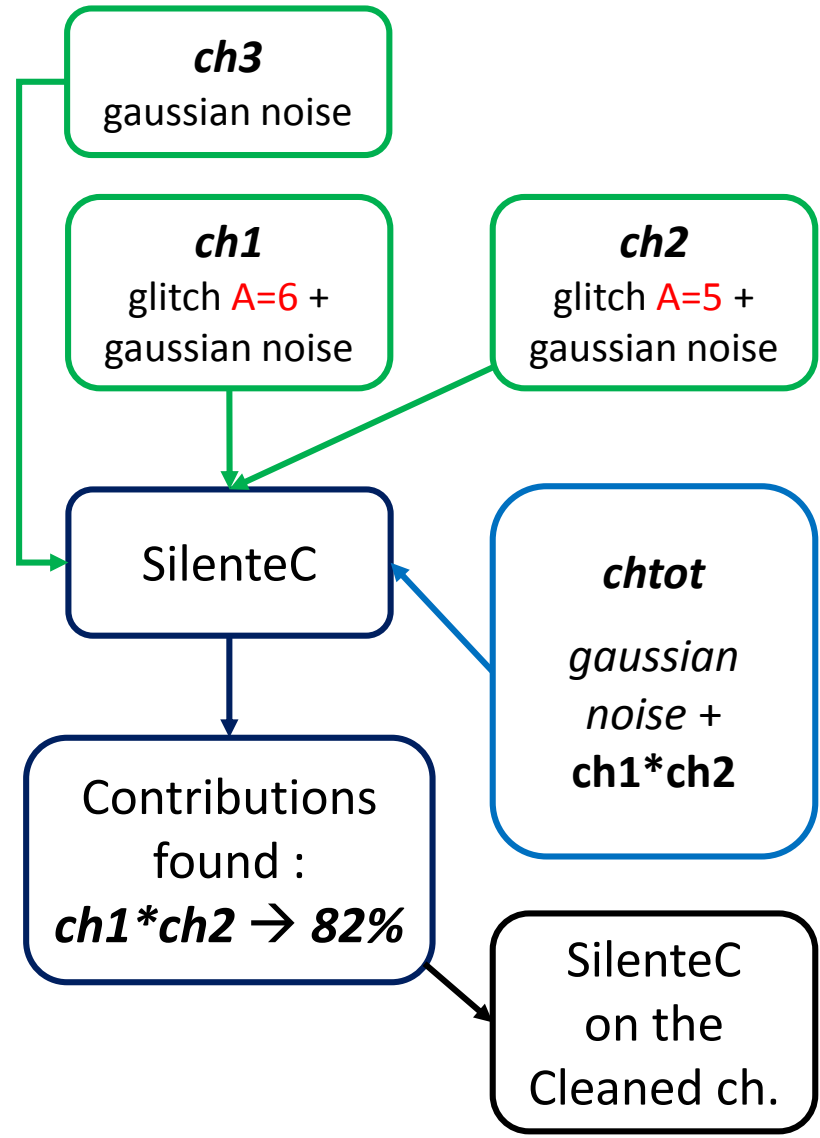 ch3
gaussian noise
ch1
glitch A=6 +
gaussian noise
ch2
glitch A=5 +
gaussian noise
SilenteC
chtot
gaussian
noise +
ch1*ch2
Contributions
found :
ch1*ch2 → 82%
SilenteC
on the
Cleaned ch.